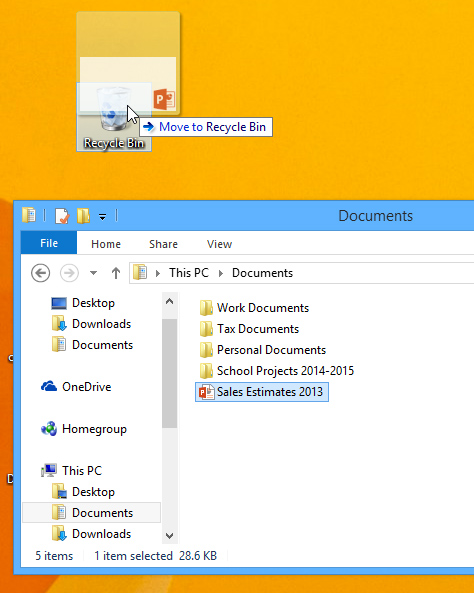 Move to Recycle Bin
Recycle Bin
Documents
File Home Share View
This PC Documents
Desktop
Downloads
Documents
OneDrive
Homegroup
This PC
Desktop
Documents
Downloads
Work Documents
Tax Documents
Personal Documents
School Projects 2014-2015
Sales Estimates 2013
5 items 1 item selected 28.6 KB